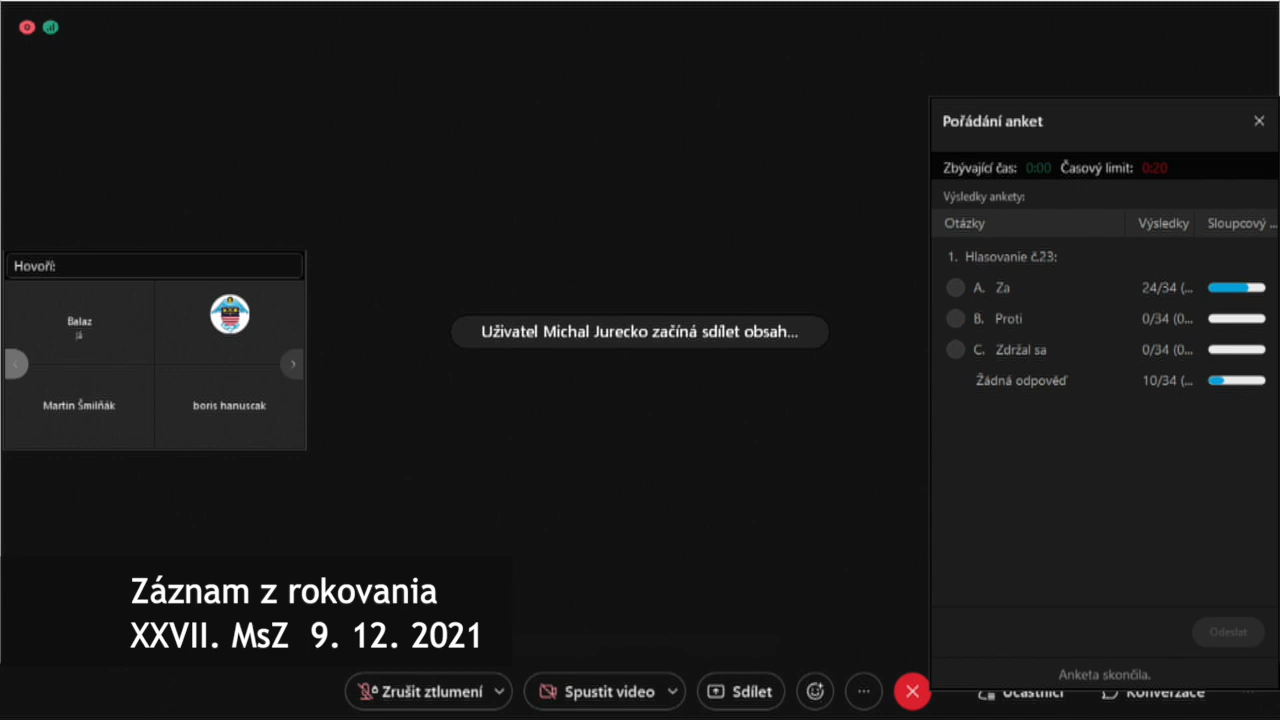 Pořádání anket
Zbývající čas: 0:00 Časový limit: 0:20
Výsledky ankety:
Otázky Výsledky Sloupcový ...
1. Hlasovanie č.23:
A. Za 24/34 (...
B. Proti 0/34 (0...
C. Zdržal sa 0/34 (0...
Žádná odpověď 10/34 (...
Hovoří:
Balaz
já
Martin Šmilňák
boris hanuscak
Uživatel Michal Jurecko začíná sdílet obsah...
Záznam z rokovania
XXVII. MsZ 9. 12. 2021
Odeslat
Anketa skončila.
Zrušit ztlumení
Spustit video
Sdílet
Účastníci
Konverzace